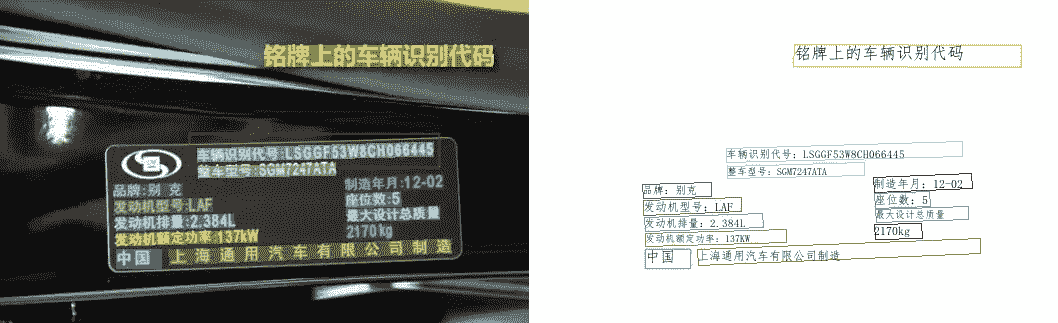 铭牌上的车辆识别代码
车辆识别代号:LSGGF53W8CH066445
整车型号:SGM7247ATA
品牌:别 克
制造年月:12-02
发动机型号:LAF
座位数:5
发动机排量:2.384L
最大设计总质量
发动机额定功率:137kW
2170kg
中国
上海通用汽车有限公司制造
铭牌上的车辆识别代码
车辆识别代号: LSGGF53W8CH066445
整车型号: SGM7247ATA
品牌: 别克
制造年月: 12-02
发动机型号: LAF
座位数: 5
发动机排量: 2.384L
最大设计总质量
发动机额定功率: 137KW
2170kg
中国
上海通用汽车有限公司制造